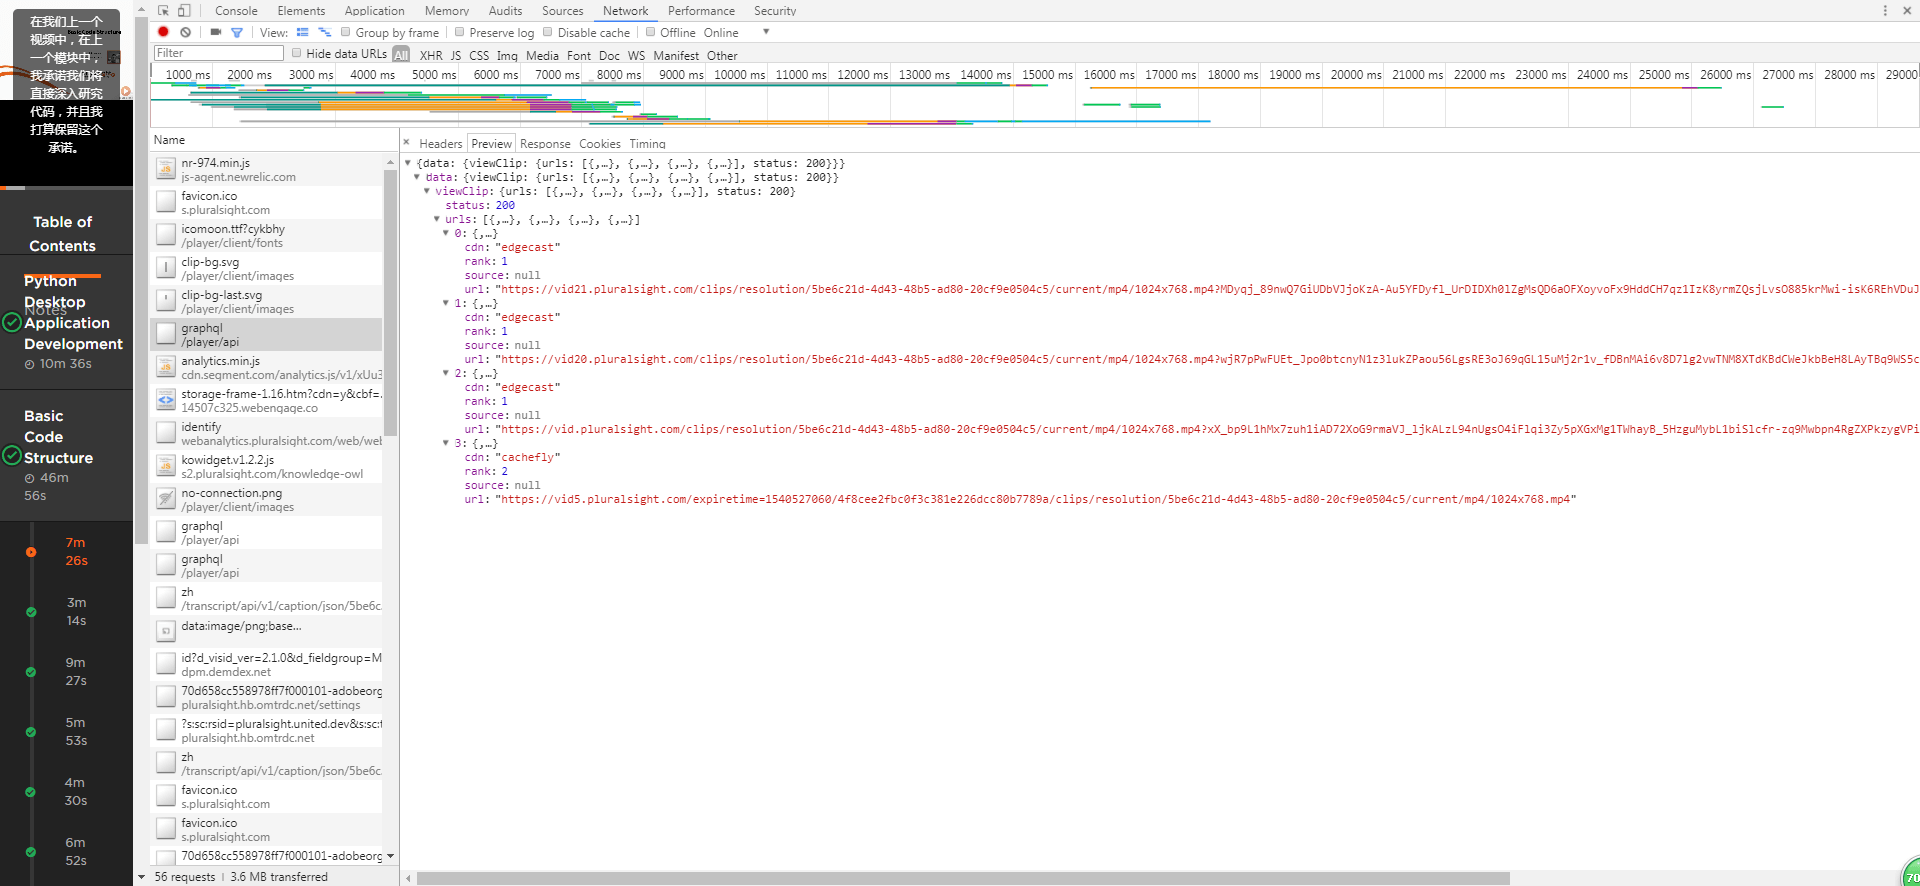 在我们上一个
视频中，在上
一个模块中，
我承诺我们将
直接深入研究
代码，并且我
打算保留这个
承诺。
Table of
Contents
Python
Desktop
Notes
Application
Development
10m 36s
Basic
Code
Structure
46m
56s
7m
26s
3m
14s
9m
27s
5m
53s
4m
30s
6m
52s
Console Elements Application Memory Audits Sources Network Performance Security
View: Group by frame Preserve log Disable cache Offline Online
Filter Hide data URLs All XHR JS CSS Img Media Font Doc WS Manifest Other
1000 ms 2000 ms 3000 ms 4000 ms 5000 ms 6000 ms 7000 ms 8000 ms 9000 ms 10000 ms 11000 ms 12000 ms 13000 ms 14000 ms 15000 ms 16000 ms 17000 ms 18000 ms 19000 ms 20000 ms 21000 ms 22000 ms 23000 ms 24000 ms 25000 ms 26000 ms 27000 ms 28000 ms 29000
Name
nr-974.min.js
js-agent.newrelic.com
favicon.ico
s.pluralsight.com
icomoon.ttf?cykbhy
/player/client/fonts
clip-bg.svg
/player/client/images
clip-bg-last.svg
/player/client/images
graphql
/player/api
analytics.min.js
cdn.segment.com/analytics.js/v1/xUu3
storage-frame-1.16.htm?cdn=y&cbf=.
14507c325.webengage.co
identify
webanalytics.pluralsight.com/web/web
kowidget.v1.2.2.js
s2.pluralsight.com/knowledge-owl
no-connection.png
/player/client/images
graphql
/player/api
graphql
/player/api
zh
/transcript/api/v1/caption/json/5be6c.
data:image/png;base...
id?d_visid_ver=2.1.0&d_fieldgroup=M
dpm.demdex.net
70d658cc558978ff7f000101-adobeorg
pluralsight.hb.omtrdc.net/settings
?s:sc:rsid=pluralsight.united.dev&s:sc:t
pluralsight.hb.omtrdc.net
zh
/transcript/api/v1/caption/json/5be6c.
favicon.ico
s.pluralsight.com
favicon.ico
s.pluralsight.com
70d658cc558978ff7f000101-adobeorg
56 requests | 3.6 MB transferred
× Headers Preview Response Cookies Timing
{data: {viewClip: {urls: [{,…}, {,…}, {,…}, {,…}], status: 200}}}
data: {viewClip: {urls: [{,…}, {,…}, {,…}, {,…}], status: 200}}
viewClip: {urls: [{,…}, {,…}, {,…}, {,…}], status: 200}
status: 200
urls: [{,…}, {,…}, {,…}, {,…}]
0: {,…}
cdn: "edgecast"
rank: 1
source: null
url: "https://vid21.pluralsight.com/clips/resolution/5be6c21d-4d43-48b5-ad80-20cf9e0504c5/current/mp4/1024x768.mp4?MDyqj_89nwQ7GiUDbVJjoKzA-Au5YFDyfl_UrDIDXh0lZgMsQD6aOFXoyvoFx9HddCH7qz1IzK8yrmZQsjLvsO885krMwi-isK6REhVDuJ
1: {,…}
cdn: "edgecast"
rank: 1
source: null
url: "https://vid20.pluralsight.com/clips/resolution/5be6c21d-4d43-48b5-ad80-20cf9e0504c5/current/mp4/1024x768.mp4?wjR7pPwFUEt_Jpo0btcnyN1z3lukZPaou56LgsRE3oJ69qGL15uMj2r1v_fDBnMAi6v8D7lg2vwTNM8XTdKBdCWeJkbBeH8LAyTBq9WS5c
2: {,…}
cdn: "edgecast"
rank: 1
source: null
url: "https://vid.pluralsight.com/clips/resolution/5be6c21d-4d43-48b5-ad80-20cf9e0504c5/current/mp4/1024x768.mp4?xX_bp9L1hMx7zuh1iAD72XoG9rmaVJ_ljkALzL94nUgsO4iFlqi3Zy5pXGxMg1TWhayB_5HzguMybL1biSlcfr-zq9Mwbpn4RgZXPkzygVPi
3: {,…}
cdn: "cachefly"
rank: 2
source: null
url: "https://vid5.pluralsight.com/expiretime=1540527060/4f8cee2fbc0f3c381e226dcc80b7789a/clips/resolution/5be6c21d-4d43-48b5-ad80-20cf9e0504c5/current/mp4/1024x768.mp4"
70